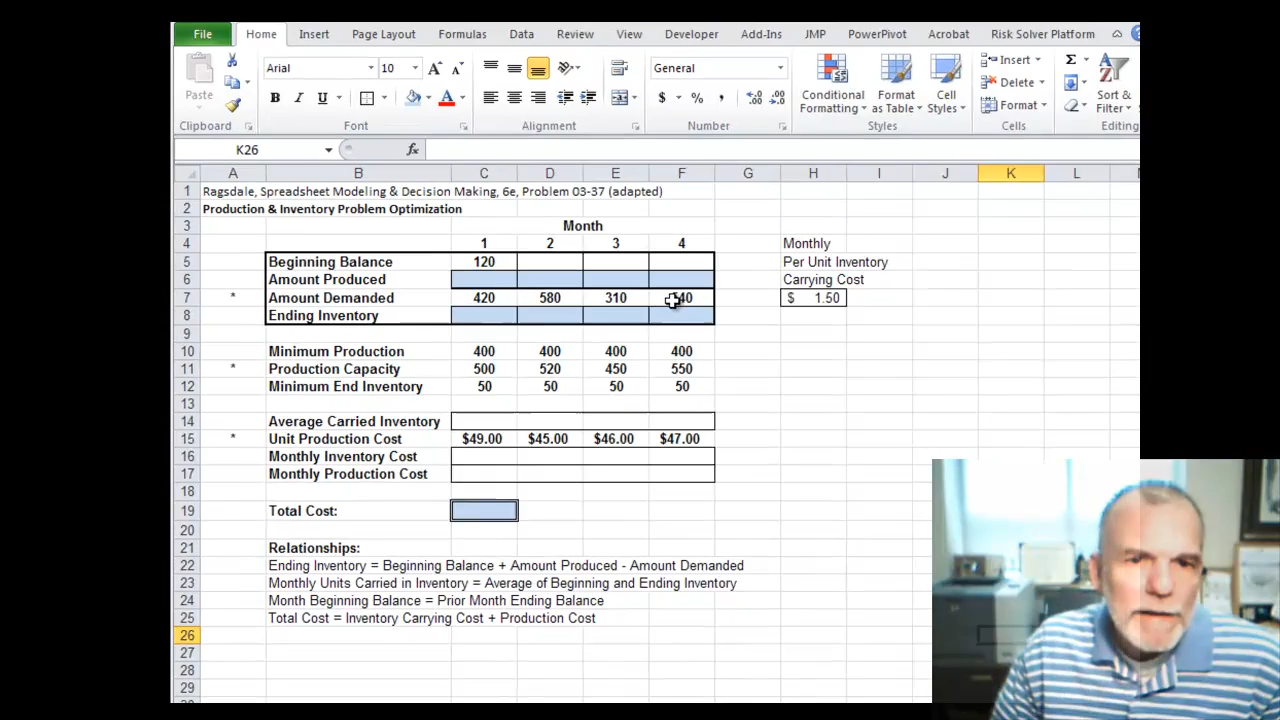 File Home Insert Page Layout Formulas Data Review View Developer Add-Ins JMP PowerPivot Acrobat Risk Solver Platform
Paste Arial 10 General $ % , Conditional Formatting Format as Table Cell Styles Insert Delete Format Σ Sort & Filter
B I U A
Clipboard Font Alignment Number Styles Cells Editing
K26 fx
A B C D E F G H I J K L
1 Ragsdale, Spreadsheet Modeling & Decision Making, 6e, Problem 03-37 (adapted)
2 Production & Inventory Problem Optimization
3 Month
4 1 2 3 4 Monthly
5 Beginning Balance 120 Per Unit Inventory
6 Amount Produced Carrying Cost
7 * Amount Demanded 420 580 310 40 $ 1.50
8 Ending Inventory
9
10 Minimum Production 400 400 400 400
11 * Production Capacity 500 520 450 550
12 Minimum End Inventory 50 50 50 50
13
14 Average Carried Inventory
15 * Unit Production Cost $49.00 $45.00 $46.00 $47.00
16 Monthly Inventory Cost
17 Monthly Production Cost
18
19 Total Cost:
20
21 Relationships:
22 Ending Inventory = Beginning Balance + Amount Produced - Amount Demanded
23 Monthly Units Carried in Inventory = Average of Beginning and Ending Inventory
24 Month Beginning Balance = Prior Month Ending Balance
25 Total Cost = Inventory Carrying Cost + Production Cost
26
27
28
29